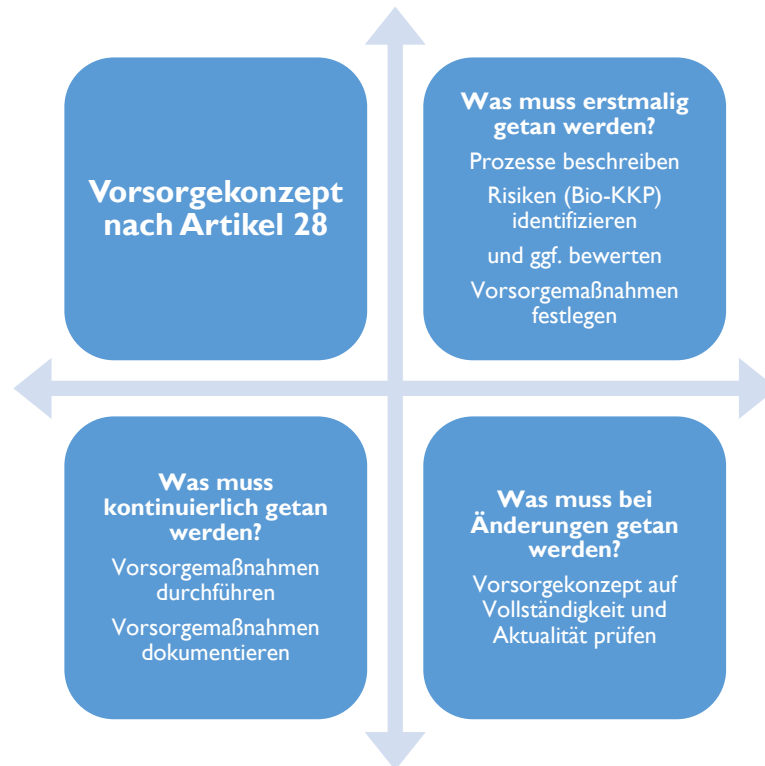 Vorsorgekonzept
nach Artikel 28
Was muss erstmalig
getan werden?
Prozesse beschreiben
Risiken (Bio-KKP)
identifizieren
und ggf. bewerten
Vorsorgemaßnahmen
festlegen
Was muss
kontinuierlich getan
werden?
Vorsorgemaßnahmen
durchführen
Vorsorgemaßnahmen
dokumentieren
Was muss bei
Änderungen getan
werden?
Vorsorgekonzept auf
Vollständigkeit und
Aktualität prüfen